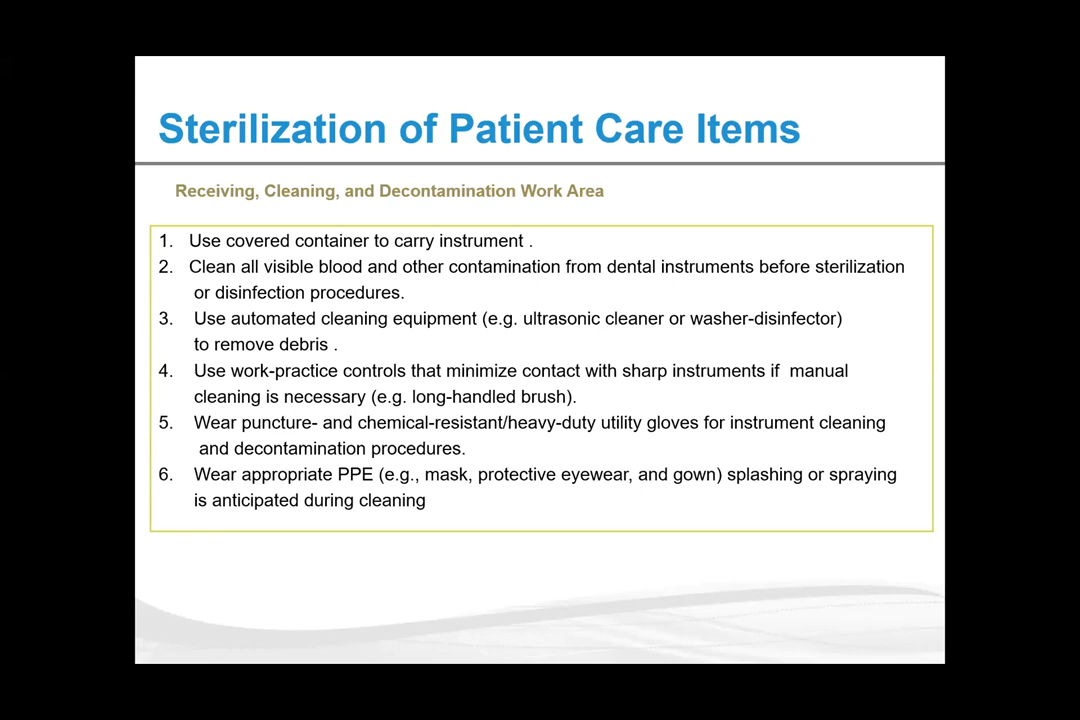 Sterilization of Patient Care Items
Receiving, Cleaning, and Decontamination Work Area
1. Use covered container to carry instrument .
2. Clean all visible blood and other contamination from dental instruments before sterilization
or disinfection procedures.
3. Use automated cleaning equipment (e.g. ultrasonic cleaner or washer-disinfector)
to remove debris .
4. Use work-practice controls that minimize contact with sharp instruments if manual
cleaning is necessary (e.g. long-handled brush).
5. Wear puncture- and chemical-resistant/heavy-duty utility gloves for instrument cleaning
and decontamination procedures.
6. Wear appropriate PPE (e.g., mask, protective eyewear, and gown) splashing or spraying
is anticipated during cleaning